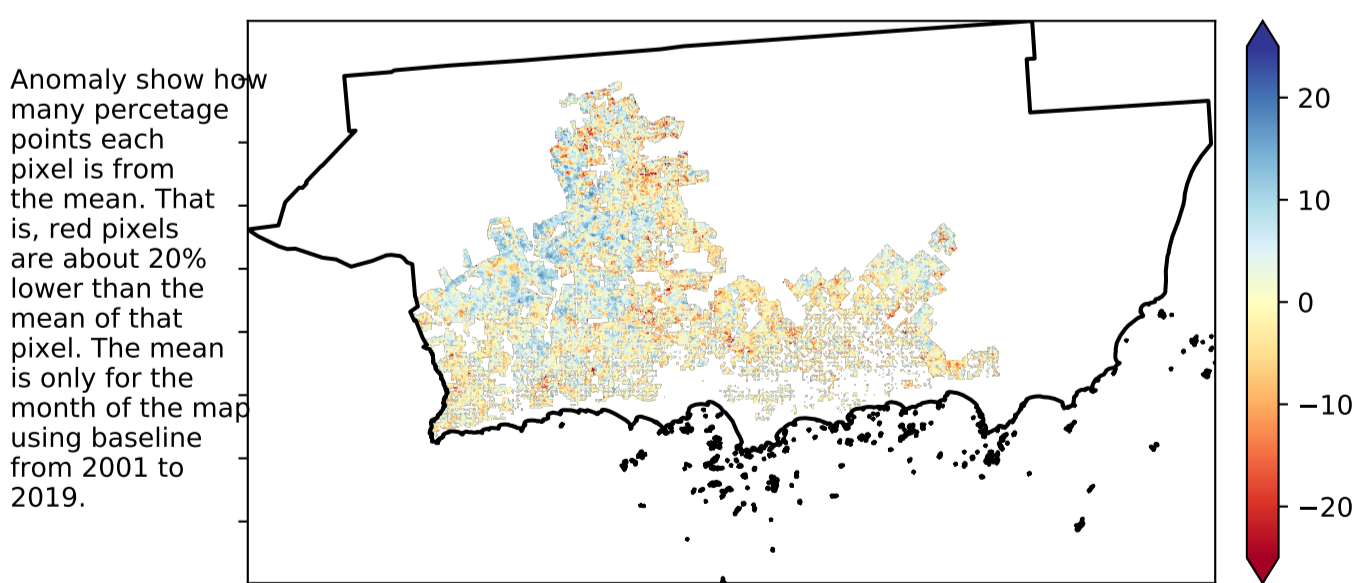 Anomaly show how
many percetage
points each
pixel is from
the mean. That
is, red pixels
are about 20%
lower than the
mean of that
pixel. The mean
is only for the
month of the map
using baseline
from 2001 to
2019.
20
10
0
−10
−20